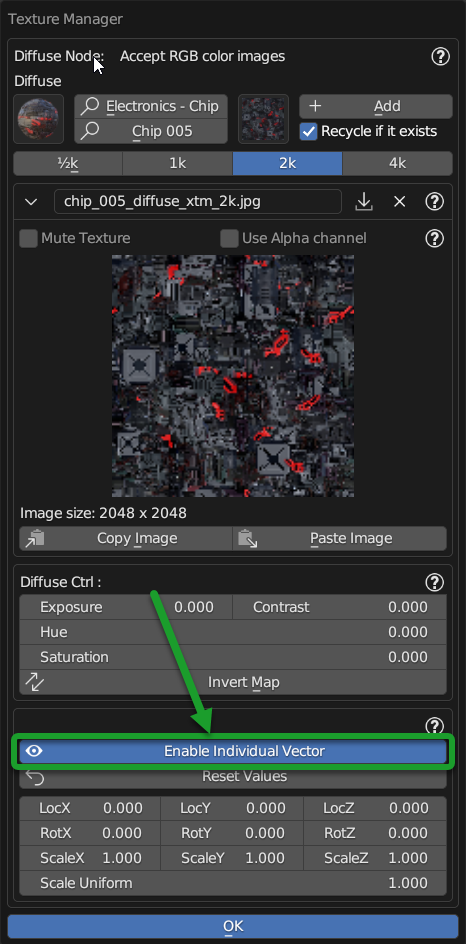 Texture Manager
Diffuse Node: Accept RGB color images ?
Diffuse
Electronics - Chip + Add
Chip 005 Recycle if it exists
½k 1k 2k 4k
chip_005_diffuse_xtm_2k.jpg ?
Mute Texture Use Alpha channel ?
Image size: 2048 x 2048
Copy Image Paste Image
Diffuse Ctrl : ?
Exposure 0.000 Contrast 0.000
Hue 0.000
Saturation 0.000
Invert Map
?
Enable Individual Vector
Reset Values
LocX 0.000 LocY 0.000 LocZ 0.000
RotX 0.000 RotY 0.000 RotZ 0.000
ScaleX 1.000 ScaleY 1.000 ScaleZ 1.000
Scale Uniform 1.000
OK